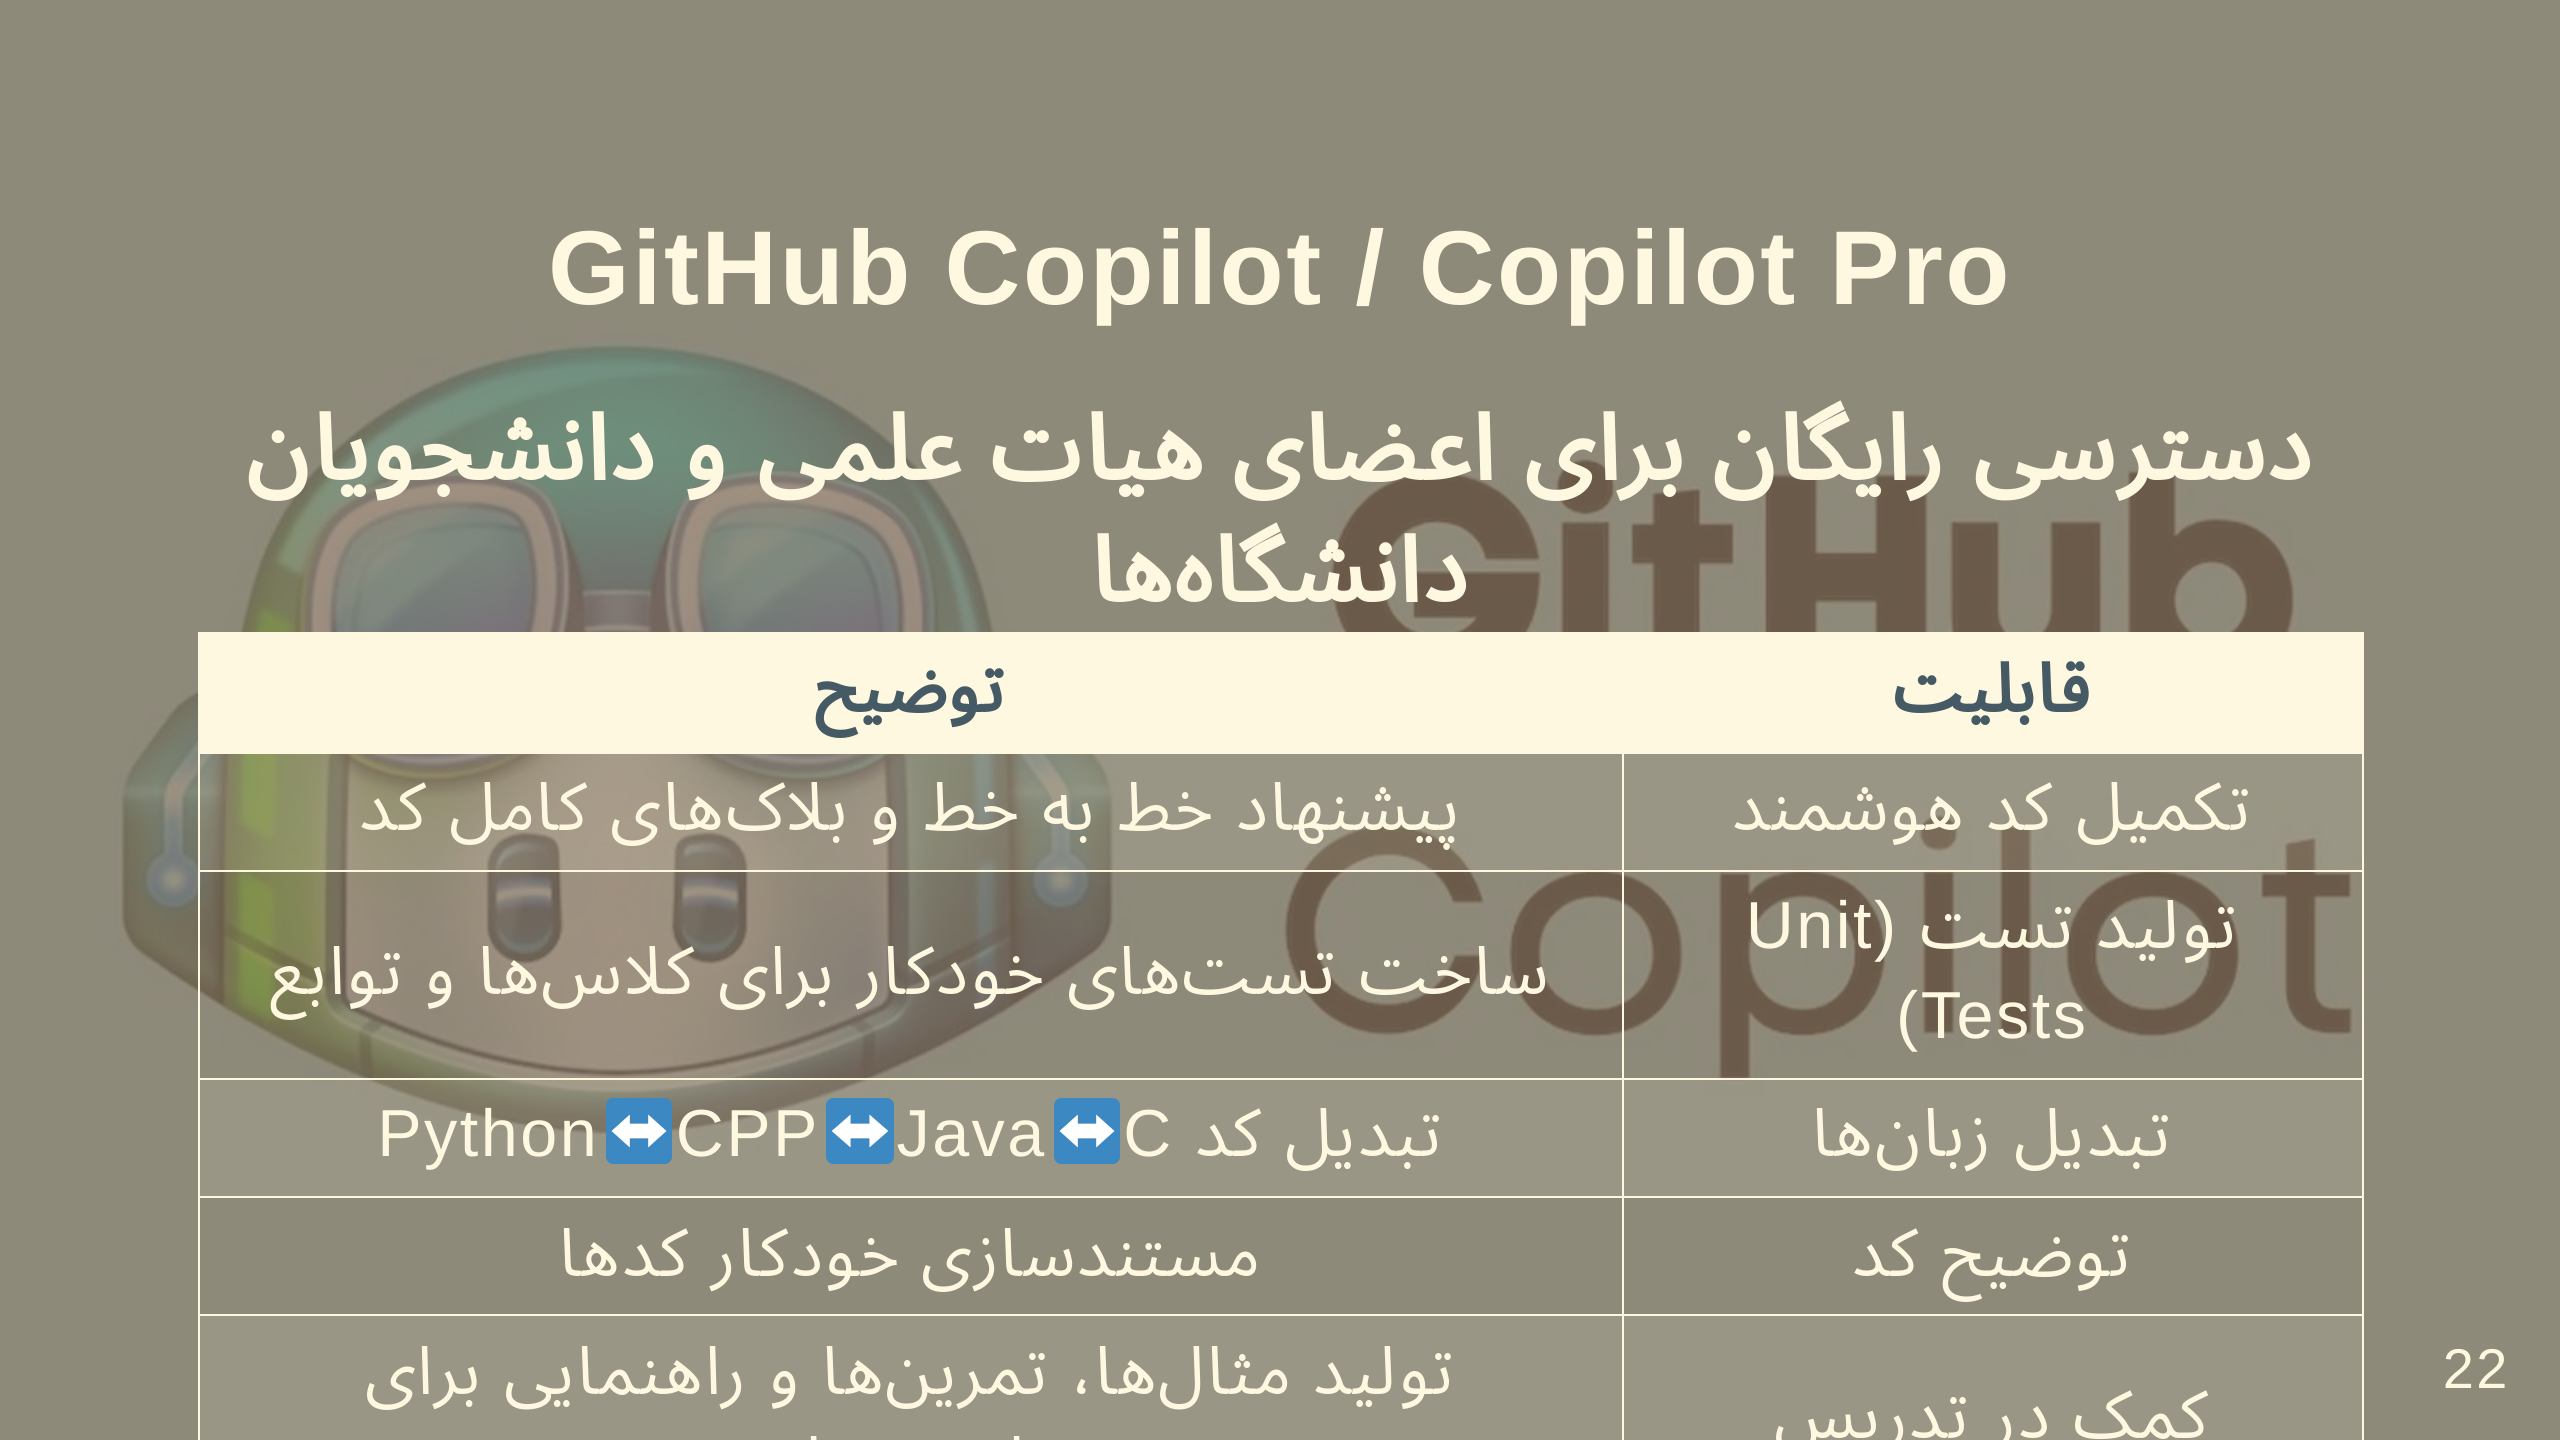 GitHub Copilot / Copilot Pro
دسترسی رایگان برای اعضای هیات علمی و دانشجویان
دانشگاه‌ها
GitHub
Copilot
قابلیت
توضیح
تکمیل کد هوشمند
پیشنهاد خط به خط و بلاک‌های کامل کد
تولید تست (Unit
Tests)
ساخت تست‌های خودکار برای کلاس‌ها و توابع
تبدیل زبان‌ها
تبدیل کد Python↔️CPP↔️Java↔️C
توضیح کد
مستندسازی خودکار کدها
کمک در تدریس
تولید مثال‌ها، تمرین‌ها و راهنمایی برای
22